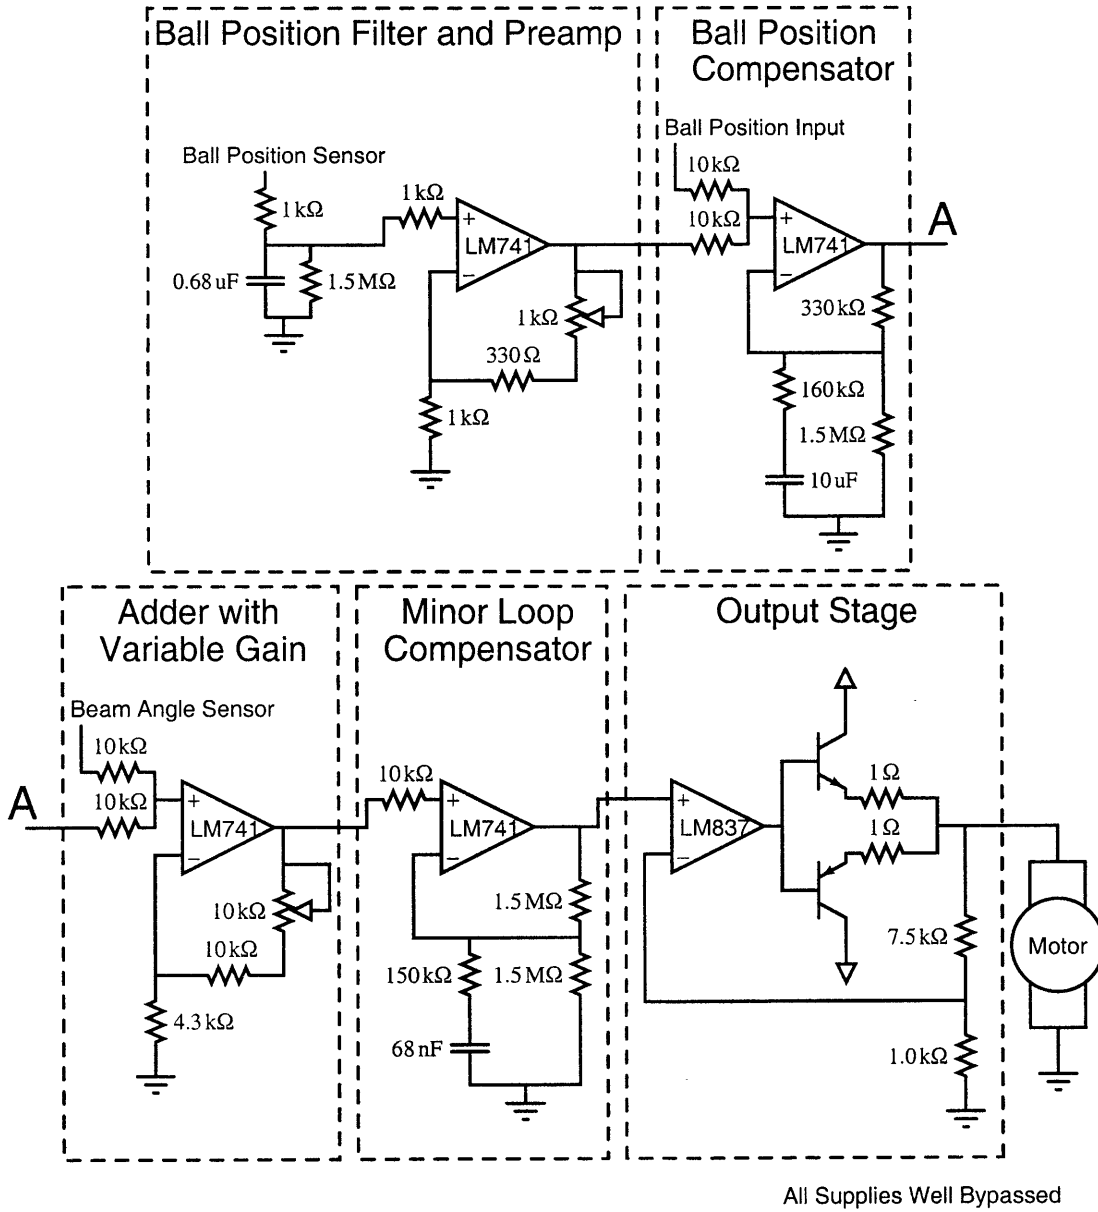 Ball Position Filter and Preamp
Ball Position
Compensator
Ball Position Sensor
1kΩ
0.68uF
1.5MΩ
1kΩ
+
LM741
−
1kΩ
330Ω
1kΩ
Ball Position Input
10kΩ
10kΩ
+
LM741
−
A
330kΩ
160kΩ
1.5MΩ
10uF
Adder with
Variable Gain
Beam Angle Sensor
10kΩ
A
10kΩ
+
LM741
−
10kΩ
10kΩ
4.3kΩ
Minor Loop
Compensator
10kΩ
+
LM741
−
1.5MΩ
150kΩ
1.5MΩ
68nF
Output Stage
+
LM837
−
1Ω
1Ω
7.5kΩ
Motor
1.0kΩ
All Supplies Well Bypassed